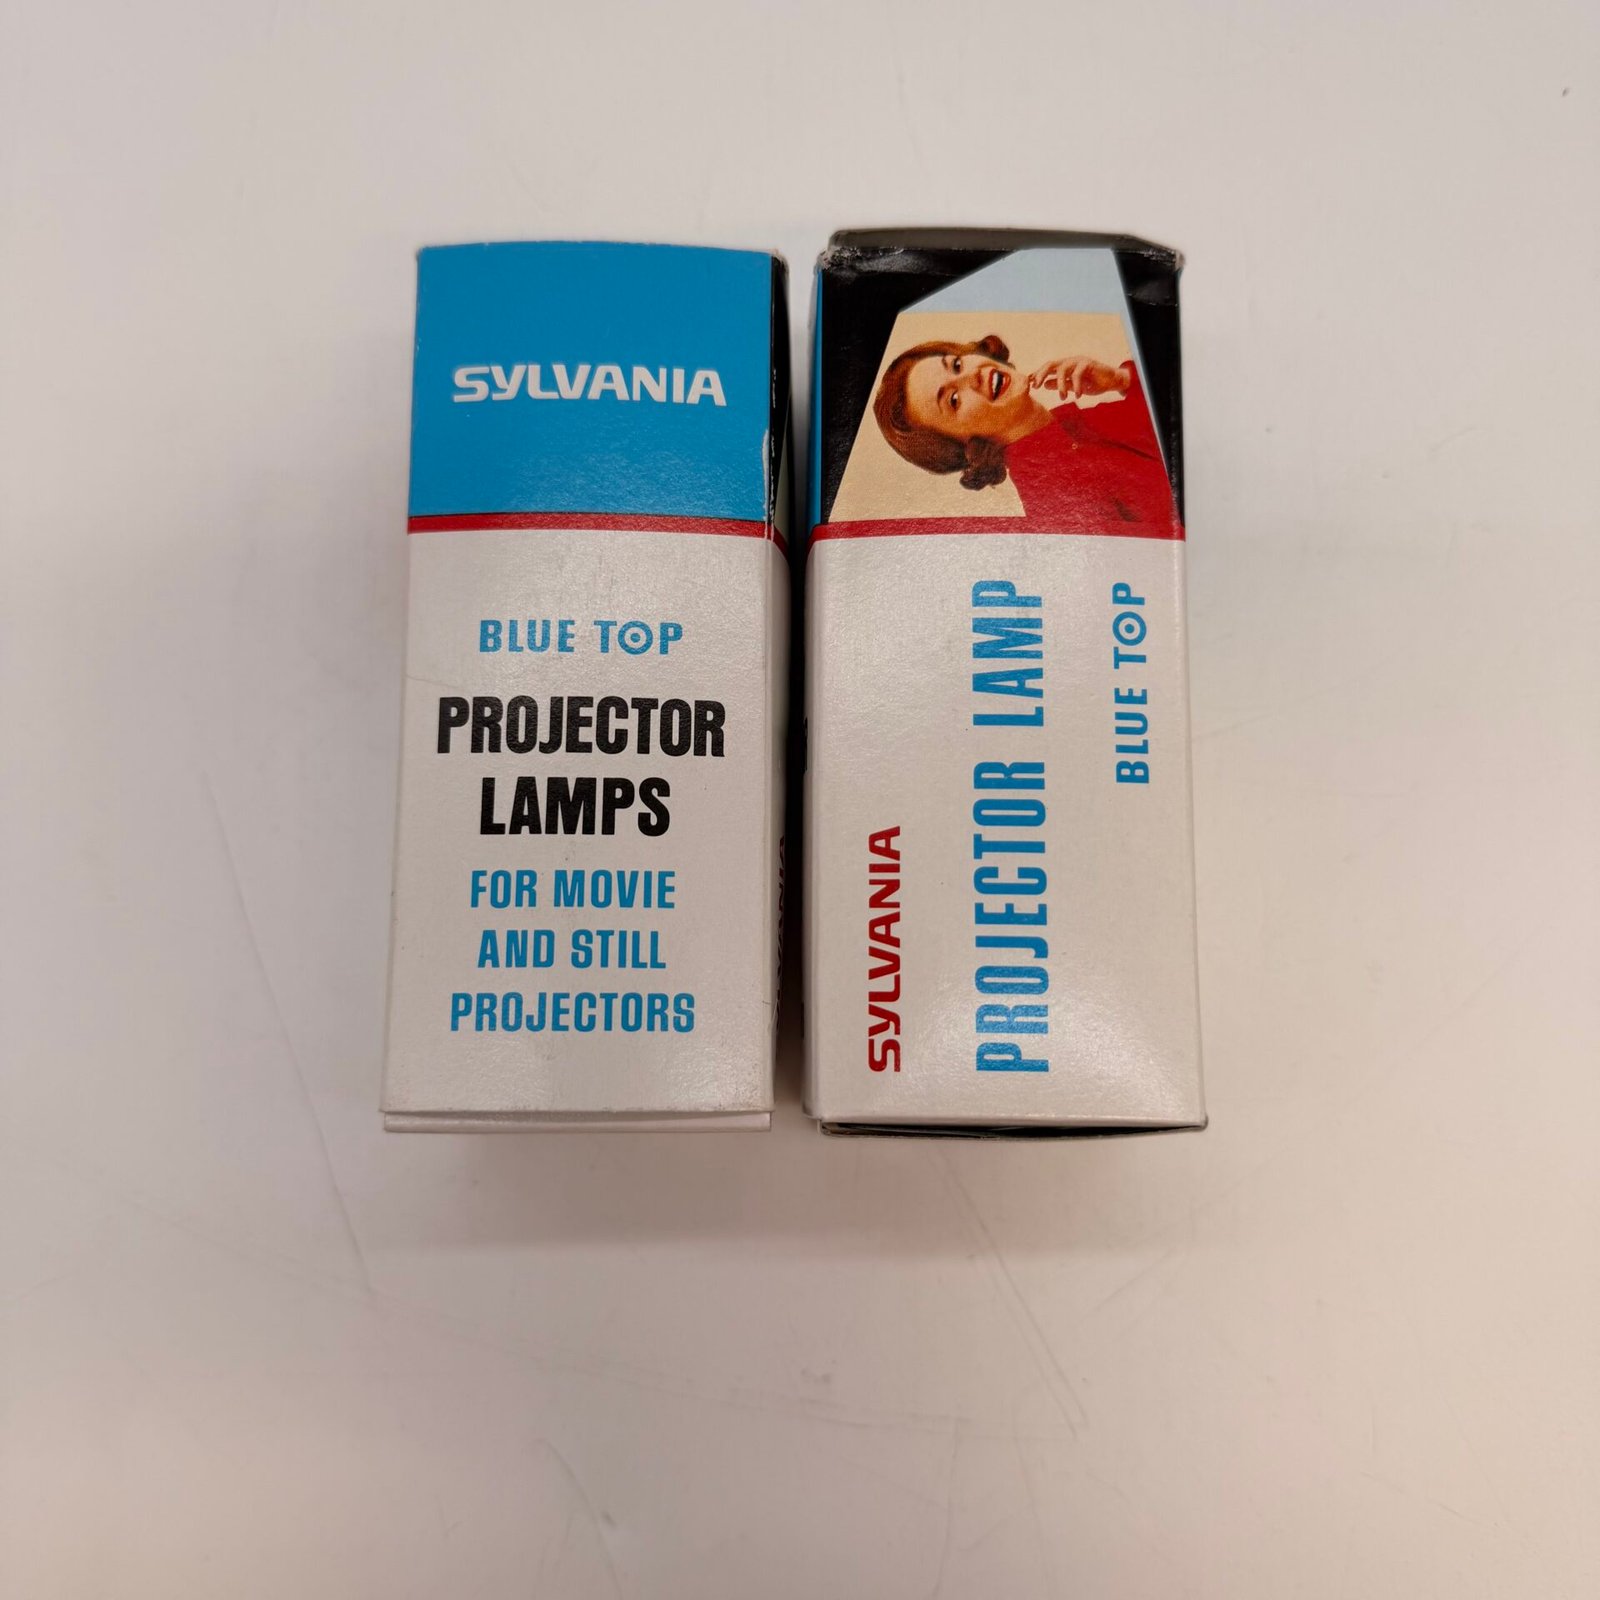 SYLVANIA
BLUE TOP
PROJECTOR
LAMPS
FOR MOVIE
AND STILL
PROJECTORS
SYLVANIA
PROJECTOR LAMP
BLUE TOP